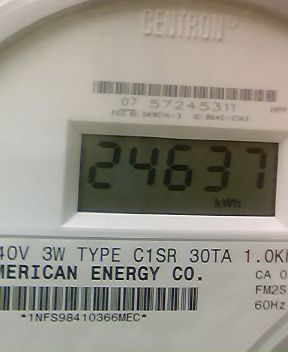 CENTRON
07 57245311
24637
kWh
40V 3W TYPE C1SR 30TA 1.0K
MERICAN ENERGY CO.
CA 0
FM2S
60Hz
*1NFS98410366MEC*